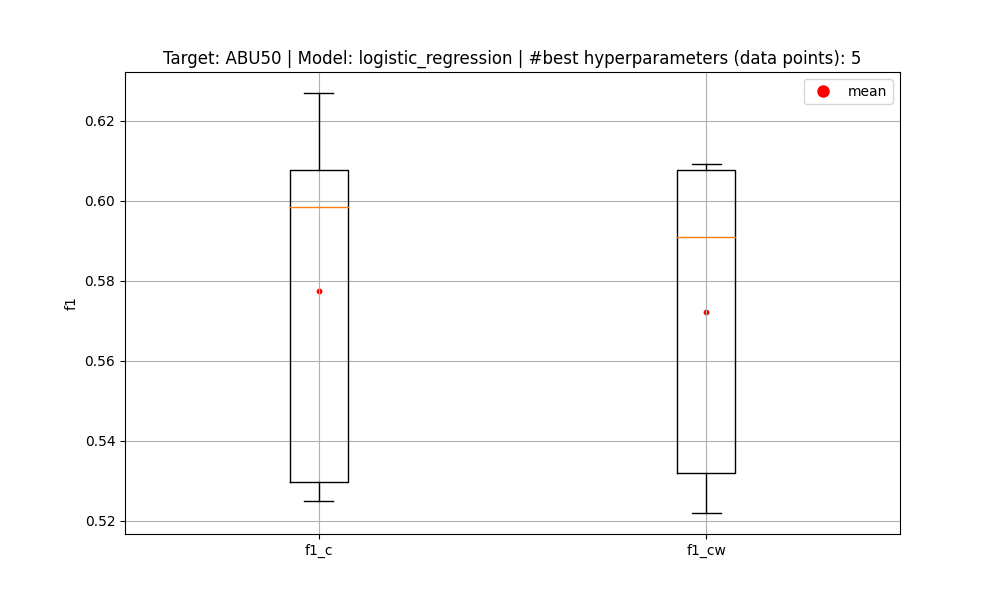 Target: ABU50 | Model: logistic_regression | #best hyperparameters (data points): 5
mean
0.62
0.60
0.58
0.56
0.54
0.52
f1
f1_c
f1_cw